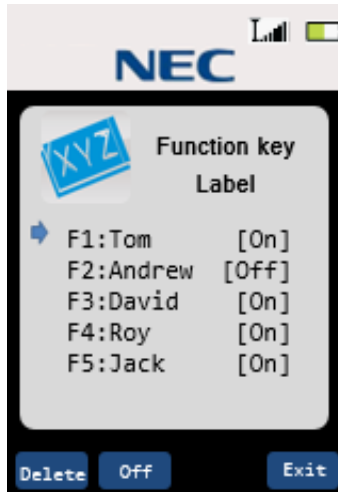 NEC
XYZ
Function key
Label
F1:Tom [On]
F2:Andrew [Off]
F3:David [On]
F4:Roy [On]
F5:Jack [On]
Delete Off Exit